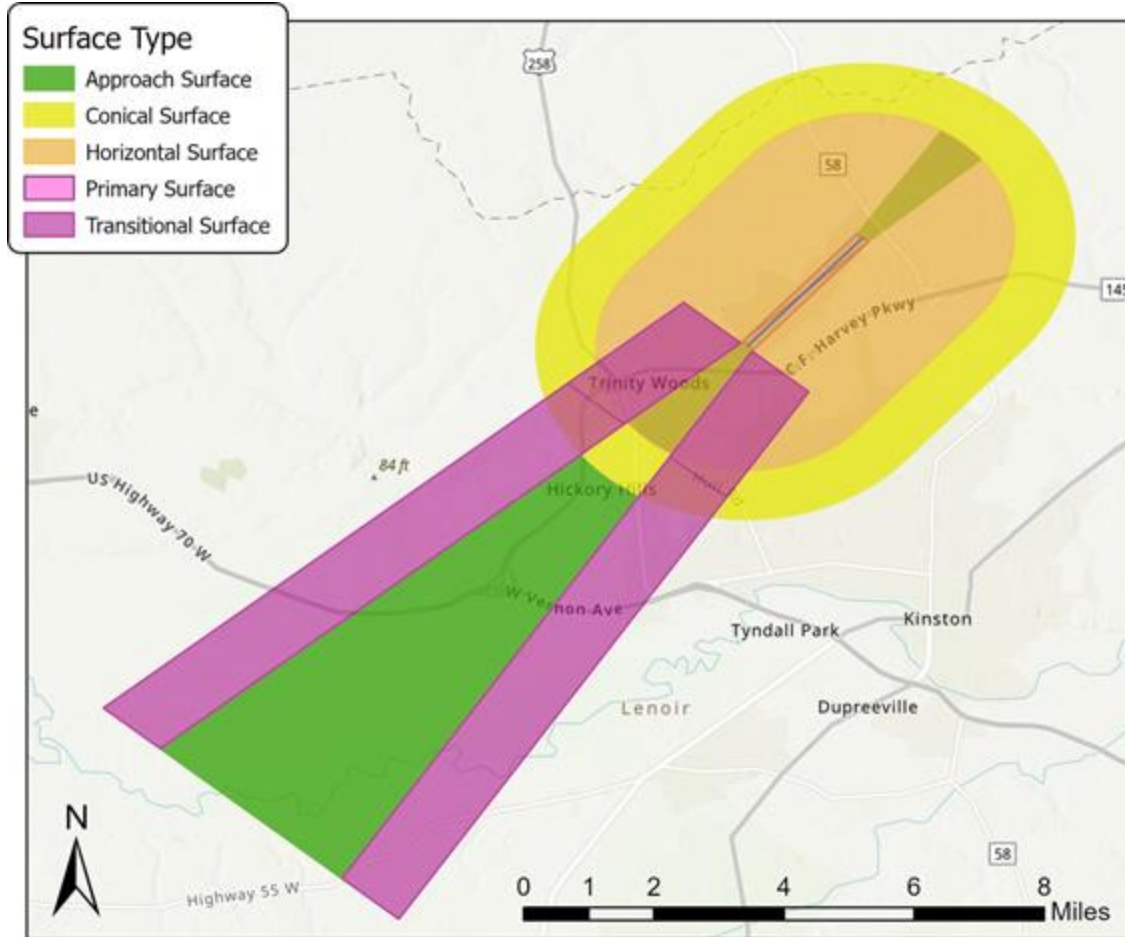 Surface Type
Approach Surface
Conical Surface
Horizontal Surface
Primary Surface
Transitional Surface
258
58
145
C.F. Harvey Pkwy
Trinity Woods
e
84 ft
US Highway 70 W
Hickory Hills
W Vernon Ave
Kinston
Tyndall Park
Lenoir
Dupreeville
N
58
Highway 55 W
0 1 2 4 6 8
Miles